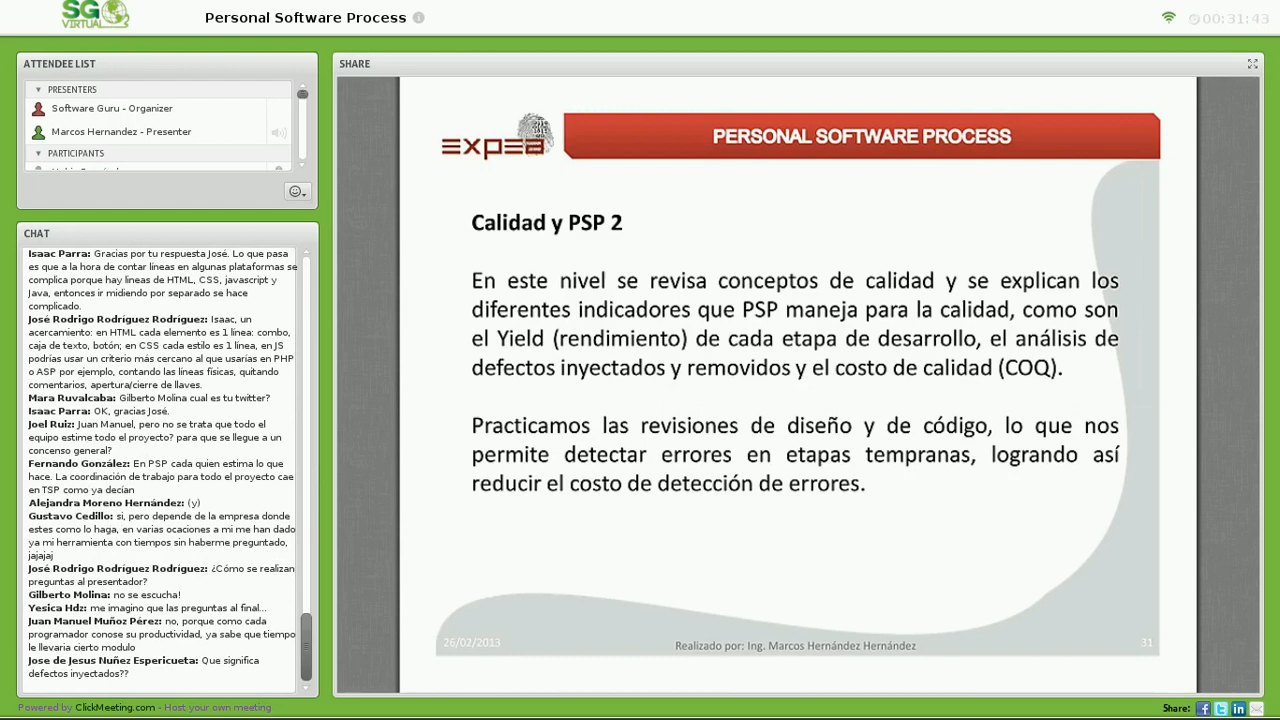 SG
VIRTUAL
Personal Software Process
00:31:43
ATTENDEE LIST
PRESENTERS
Software Guru - Organizer
Marcos Hernandez - Presenter
PARTICIPANTS
CHAT
Isaac Parra: Gracias por tu respuesta José. Lo que pasa
es que a la hora de contar lineas en algunas plataformas se
complica porque hay lineas de HTML, CSS, javascript y
Java, entonces ir midiendo por separado se hace
complicado.
José Rodrigo Rodríguez Rodríguez: Isaac, un
acercamiento: en HTML cada elemento es 1 línea: combo,
caja de texto, botón; en CSS cada estilo es 1 línea, en JS
podrías usar un criterio más cercano al que usarías en PHP
o ASP por ejemplo, contando las líneas físicas, quitando
comentarios, apertura/cierre de llaves.
Mara Ruvalcaba: Gilberto Molina cual es tu twitter?
Isaac Parra: OK, gracias José.
Joel Ruiz: Juan Manuel, pero no se trata que todo el
equipo estime todo el proyecto? para que se llegue a un
concenso general?
Fernando González: En PSP cada quien estima lo que
hace. La coordinación de trabajo para todo el proyecto cae
en TSP como ya decían
Alejandra Moreno Hernández: (y)
Gustavo Cedillo: si, pero depende de la empresa donde
estes como lo haga, en varias ocaciones a mi me han dado
ya mi herramienta con tiempos sin haberme preguntado,
jajajaj
José Rodrigo Rodríguez Rodríguez: ¿Cómo se realizan
preguntas al presentador?
Gilberto Molina: no se escucha!
Yesica Hdz: me imagino que las preguntas al final...
Juan Manuel Muñoz Pérez: no, porque como cada
programador conose su productividad, ya sabe que tiempo
le llevaria cierto modulo
Jose de Jesus Nuñez Espericueta: Que significa
defectos inyectados??
SHARE
expea
PERSONAL SOFTWARE PROCESS
Calidad y PSP 2
En este nivel se revisa conceptos de calidad y se explican los
diferentes indicadores que PSP maneja para la calidad, como son
el Yield (rendimiento) de cada etapa de desarrollo, el análisis de
defectos inyectados y removidos y el costo de calidad (COQ).
Practicamos las revisiones de diseño y de código, lo que nos
permite detectar errores en etapas tempranas, logrando así
reducir el costo de detección de errores.
26/02/2013
Realizado por: Ing. Marcos Hernández Hernández
31
Powered by ClickMeeting.com - Host your own meeting
Share: